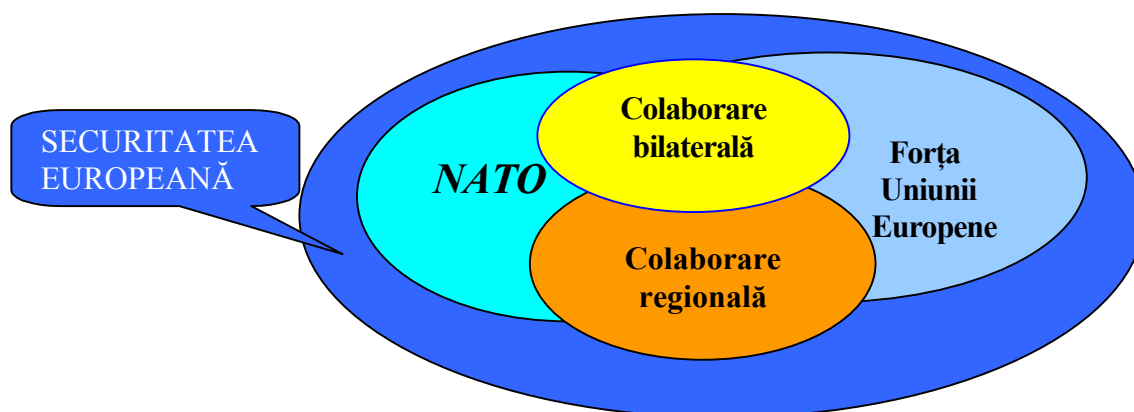 SECURITATEA
EUROPEANĂ
NATO
Colaborare
bilaterală
Forța
Uniunii
Europene
Colaborare
regională